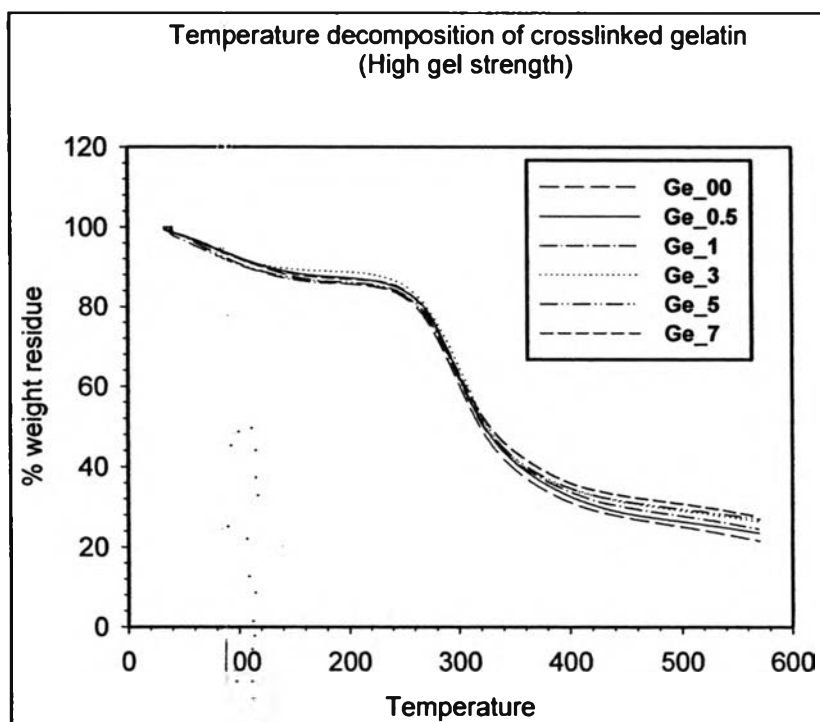 Temperature decomposition of crosslinked gelatin
(High gel strength)
120
100
80
60
40
20
0
% weight residue
Ge_00
Ge_0.5
Ge_1
Ge_3
Ge_5
Ge_7
0 100 200 300 400 500 600
Temperature